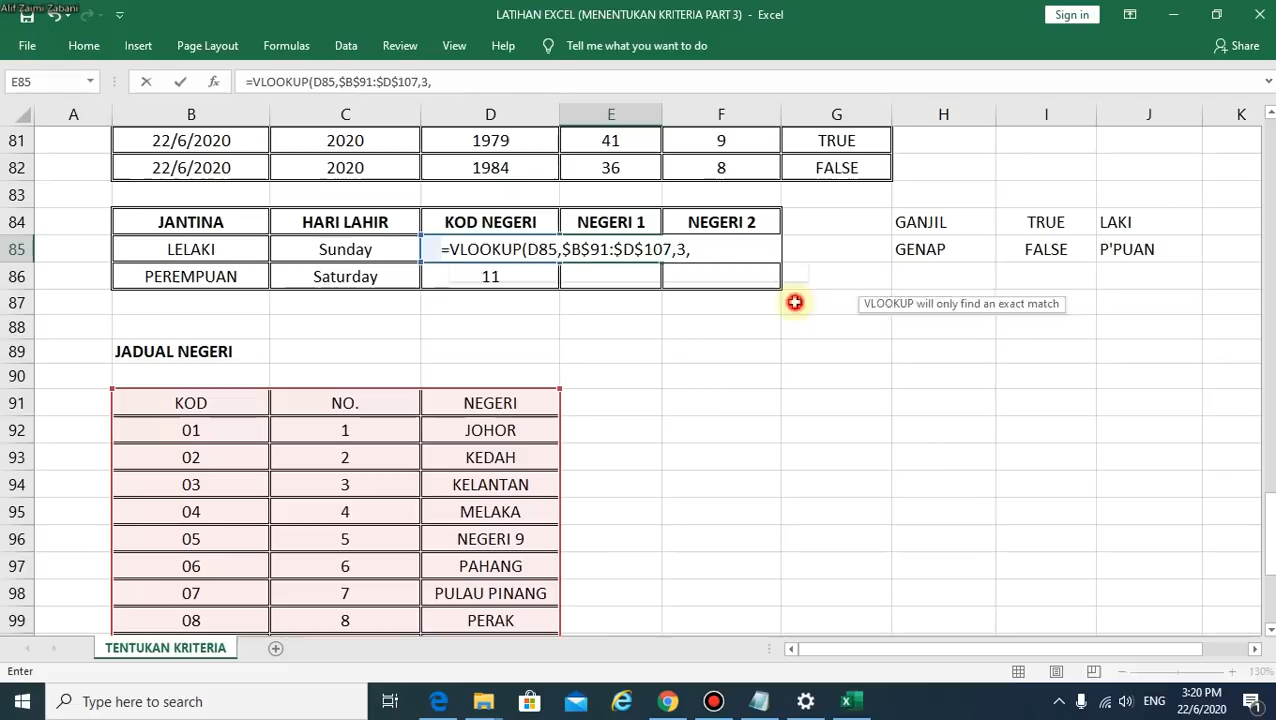 Alif Zaimi Zabani
LATIHAN EXCEL (MENENTUKAN KRITERIA PART 3) - Excel
Sign in
File Home Insert Page Layout Formulas Data Review View Help Tell me what you want to do Share
E85 fx =VLOOKUP(D85,$B$91:$D$107,3,
A B C D E F G H I J K
81 22/6/2020 2020 1979 41 9 TRUE
82 22/6/2020 2020 1984 36 8 FALSE
83
84 JANTINA HARI LAHIR KOD NEGERI NEGERI 1 NEGERI 2 GANJIL TRUE LAKI
85 LELAKI Sunday =VLOOKUP(D85,$B$91:$D$107,3, GENAP FALSE P'PUAN
86 PEREMPUAN Saturday 11
87 VLOOKUP will only find an exact match
88
89 JADUAL NEGERI
90
91 KOD NO. NEGERI
92 01 1 JOHOR
93 02 2 KEDAH
94 03 3 KELANTAN
95 04 4 MELAKA
96 05 5 NEGERI 9
97 06 6 PAHANG
98 07 7 PULAU PINANG
99 08 8 PERAK
TENTUKAN KRITERIA
Enter 130%
Type here to search ENG 3:20 PM
22/6/2020 1